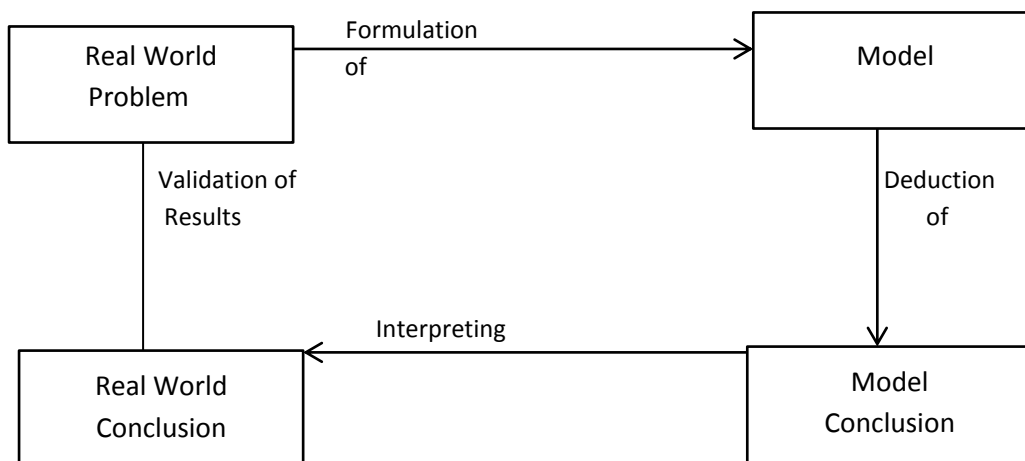 Real World
Problem
Formulation
of
Model
Validation of
Results
Deduction
of
Interpreting
Real World
Conclusion
Model
Conclusion